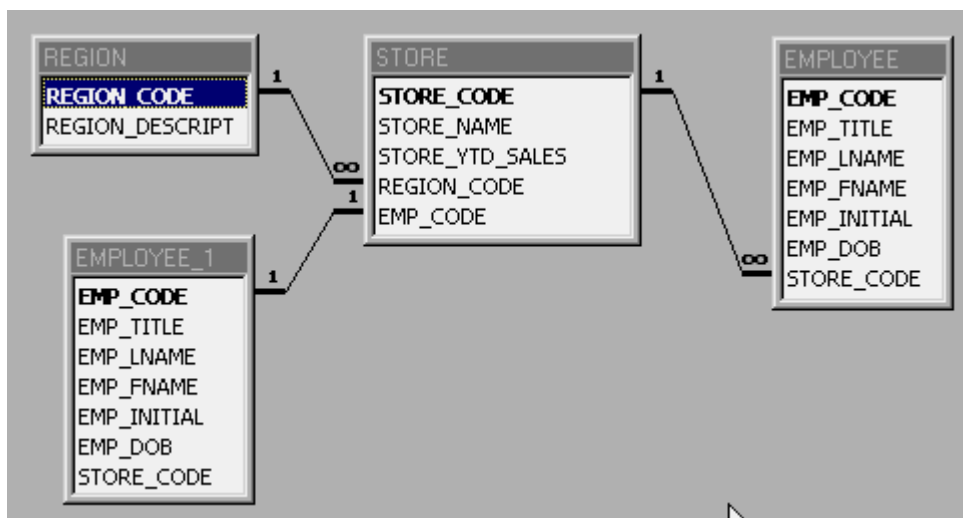 REGION
REGION_CODE
REGION_DESCRIPT
1
∞
STORE
STORE_CODE
STORE_NAME
STORE_YTD_SALES
REGION_CODE
EMP_CODE
1
∞
EMPLOYEE
EMP_CODE
EMP_TITLE
EMP_LNAME
EMP_FNAME
EMP_INITIAL
EMP_DOB
STORE_CODE
1
1
EMPLOYEE_1
EMP_CODE
EMP_TITLE
EMP_LNAME
EMP_FNAME
EMP_INITIAL
EMP_DOB
STORE_CODE